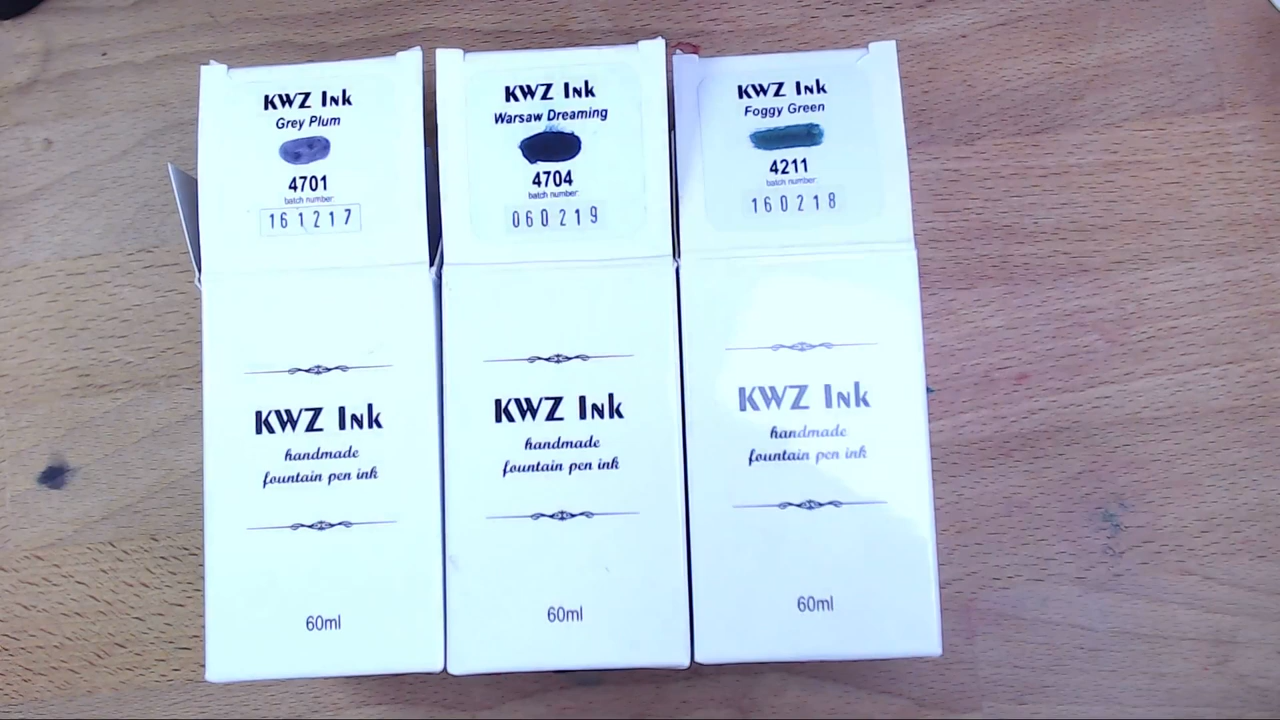 KWZ Ink
Grey Plum
4701
batch number:
161217
KWZ Ink
handmade
fountain pen ink
60ml
KWZ Ink
Warsaw Dreaming
4704
batch number:
060219
KWZ Ink
handmade
fountain pen ink
60ml
KWZ Ink
Foggy Green
4211
batch number:
160218
KWZ Ink
handmade
fountain pen ink
60ml